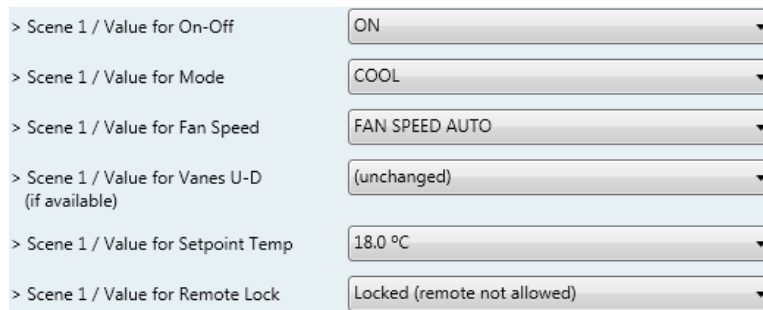 > Scene 1 / Value for On-Off ON
> Scene 1 / Value for Mode COOL
> Scene 1 / Value for Fan Speed FAN SPEED AUTO
> Scene 1 / Value for Vanes U-D (unchanged)
(if available)
> Scene 1 / Value for Setpoint Temp 18.0 ºC
> Scene 1 / Value for Remote Lock Locked (remote not allowed)